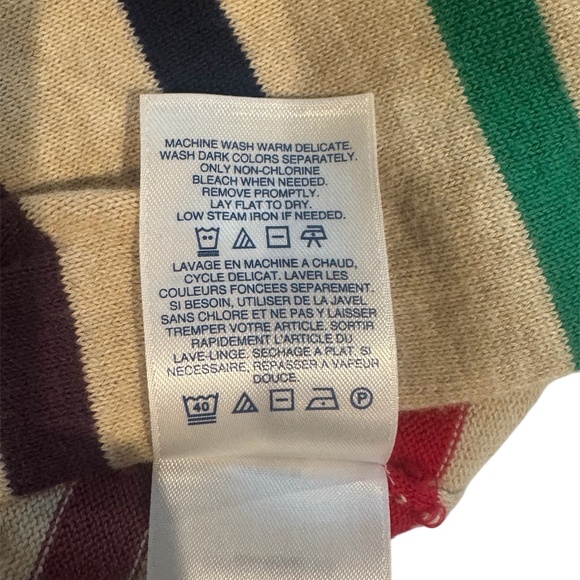 MACHINE WASH WARM DELICATE.
WASH DARK COLORS SEPARATELY.
ONLY NON-CHLORINE
BLEACH WHEN NEEDED.
REMOVE PROMPTLY.
LAY FLAT TO DRY.
LOW STEAM IRON IF NEEDED.
LAVAGE EN MACHINE A CHAUD,
CYCLE DELICAT. LAVER LES
COULEURS FONCEES SEPAREMENT.
SI BESOIN, UTILISER DE LA JAVEL
SANS CHLORE ET NE PAS Y LAISSER
TREMPER VOTRE ARTICLE. SORTIR
RAPIDEMENT L'ARTICLE DU
LAVE-LINGE. SECHAGE A PLAT. SI
NECESSAIRE, REPASSER A VAPEUR
DOUCE.
40 P